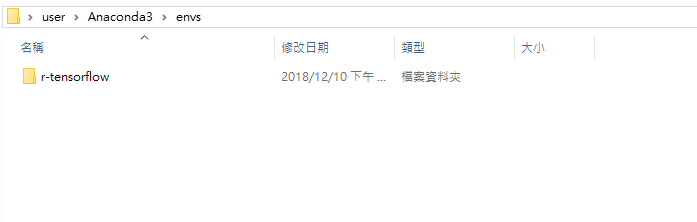 user > Anaconda3 > envs
名稱 修改日期 類型 大小
r-tensorflow 2018/12/10 下午 ... 檔案資料夾